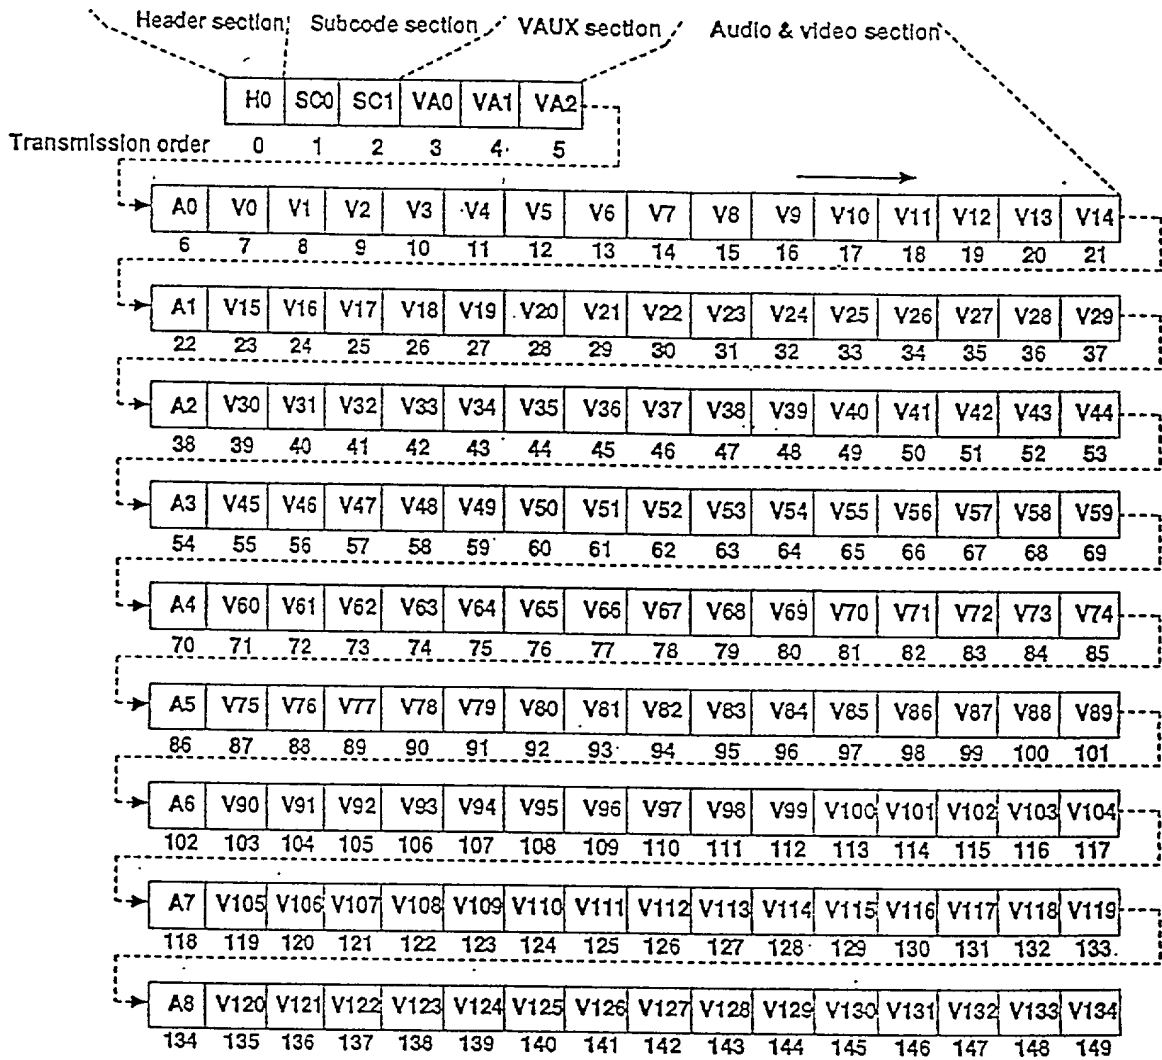 Header section Subcode section VAUX section Audio & video section
H0 SC0 SC1 VA0 VA1 VA2
Transmission order 0 1 2 3 4 5
A0 V0 V1 V2 V3 V4 V5 V6 V7 V8 V9 V10 V11 V12 V13 V14
6 7 8 9 10 11 12 13 14 15 16 17 18 19 20 21
A1 V15 V16 V17 V18 V19 V20 V21 V22 V23 V24 V25 V26 V27 V28 V29
22 23 24 25 26 27 28 29 30 31 32 33 34 35 36 37
A2 V30 V31 V32 V33 V34 V35 V36 V37 V38 V39 V40 V41 V42 V43 V44
38 39 40 41 42 43 44 45 46 47 48 49 50 51 52 53
A3 V45 V46 V47 V48 V49 V50 V51 V52 V53 V54 V55 V56 V57 V58 V59
54 55 56 57 58 59 60 61 62 63 64 65 66 67 68 69
A4 V60 V61 V62 V63 V64 V65 V66 V67 V68 V69 V70 V71 V72 V73 V74
70 71 72 73 74 75 76 77 78 79 80 81 82 83 84 85
A5 V75 V76 V77 V78 V79 V80 V81 V82 V83 V84 V85 V86 V87 V88 V89
86 87 88 89 90 91 92 93 94 95 96 97 98 99 100 101
A6 V90 V91 V92 V93 V94 V95 V96 V97 V98 V99 V100 V101 V102 V103 V104
102 103 104 105 106 107 108 109 110 111 112 113 114 115 116 117
A7 V105 V106 V107 V108 V109 V110 V111 V112 V113 V114 V115 V116 V117 V118 V119
118 119 120 121 122 123 124 125 126 127 128 129 130 131 132 133
A8 V120 V121 V122 V123 V124 V125 V126 V127 V128 V129 V130 V131 V132 V133 V134
134 135 136 137 138 139 140 141 142 143 144 145 146 147 148 149